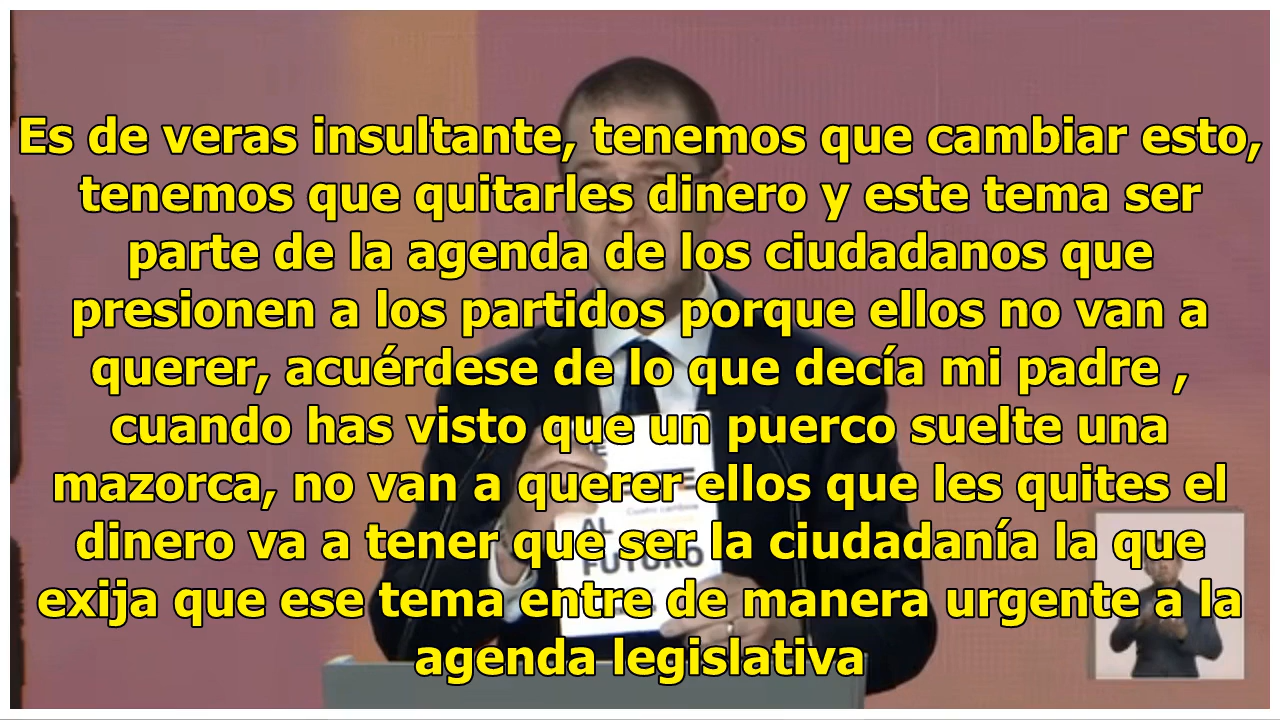 Es de veras insultante, tenemos que cambiar esto,
tenemos que quitarles dinero y este tema ser
parte de la agenda de los ciudadanos que
presionen a los partidos porque ellos no van a
querer, acuérdese de lo que decía mi padre ,
cuando has visto que un puerco suelte una
mazorca, no van a querer ellos que les quites el
dinero va a tener que ser la ciudadanía la que
exija que ese tema entre de manera urgente a la
agenda legislativa
AL
FUTURO